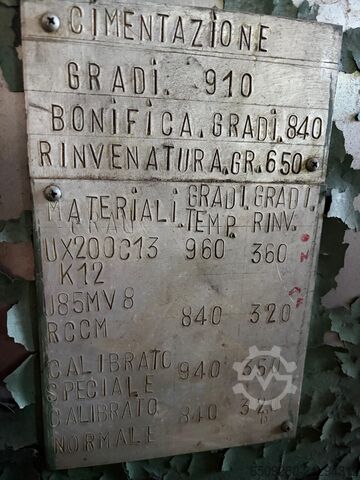 CIMENTAZIONE
GRADI. 910
BONIFICA.GRADI.840
RINVENATURA.GR.650
MATERIALI. GRADI. GRADI.
TEMP. RINV.
UX200C13 960 360
K12
U85MV8
RCCM 840 320
CALIBRATO
SPECIALE 940 350
CALIBRATO
NORMALE 840